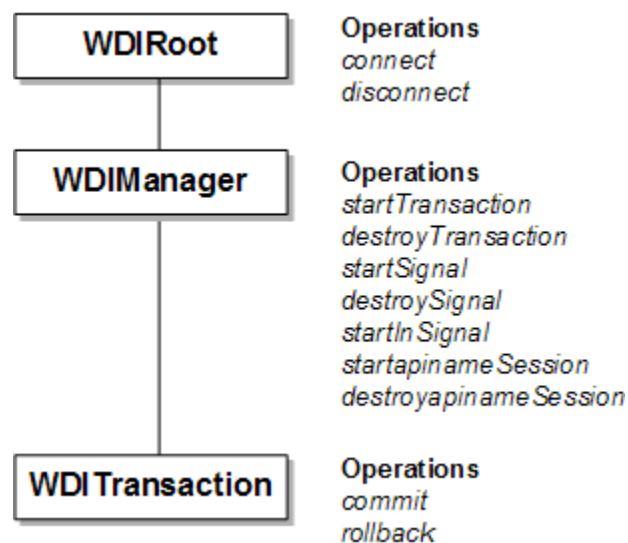 WDIRoot
Operations
connect
disconnect
WDIManager
Operations
startTransaction
destroyTransaction
startSignal
destroySignal
startInSignal
startapinameSession
destroyapinameSession
WDITransaction
Operations
commit
rollback